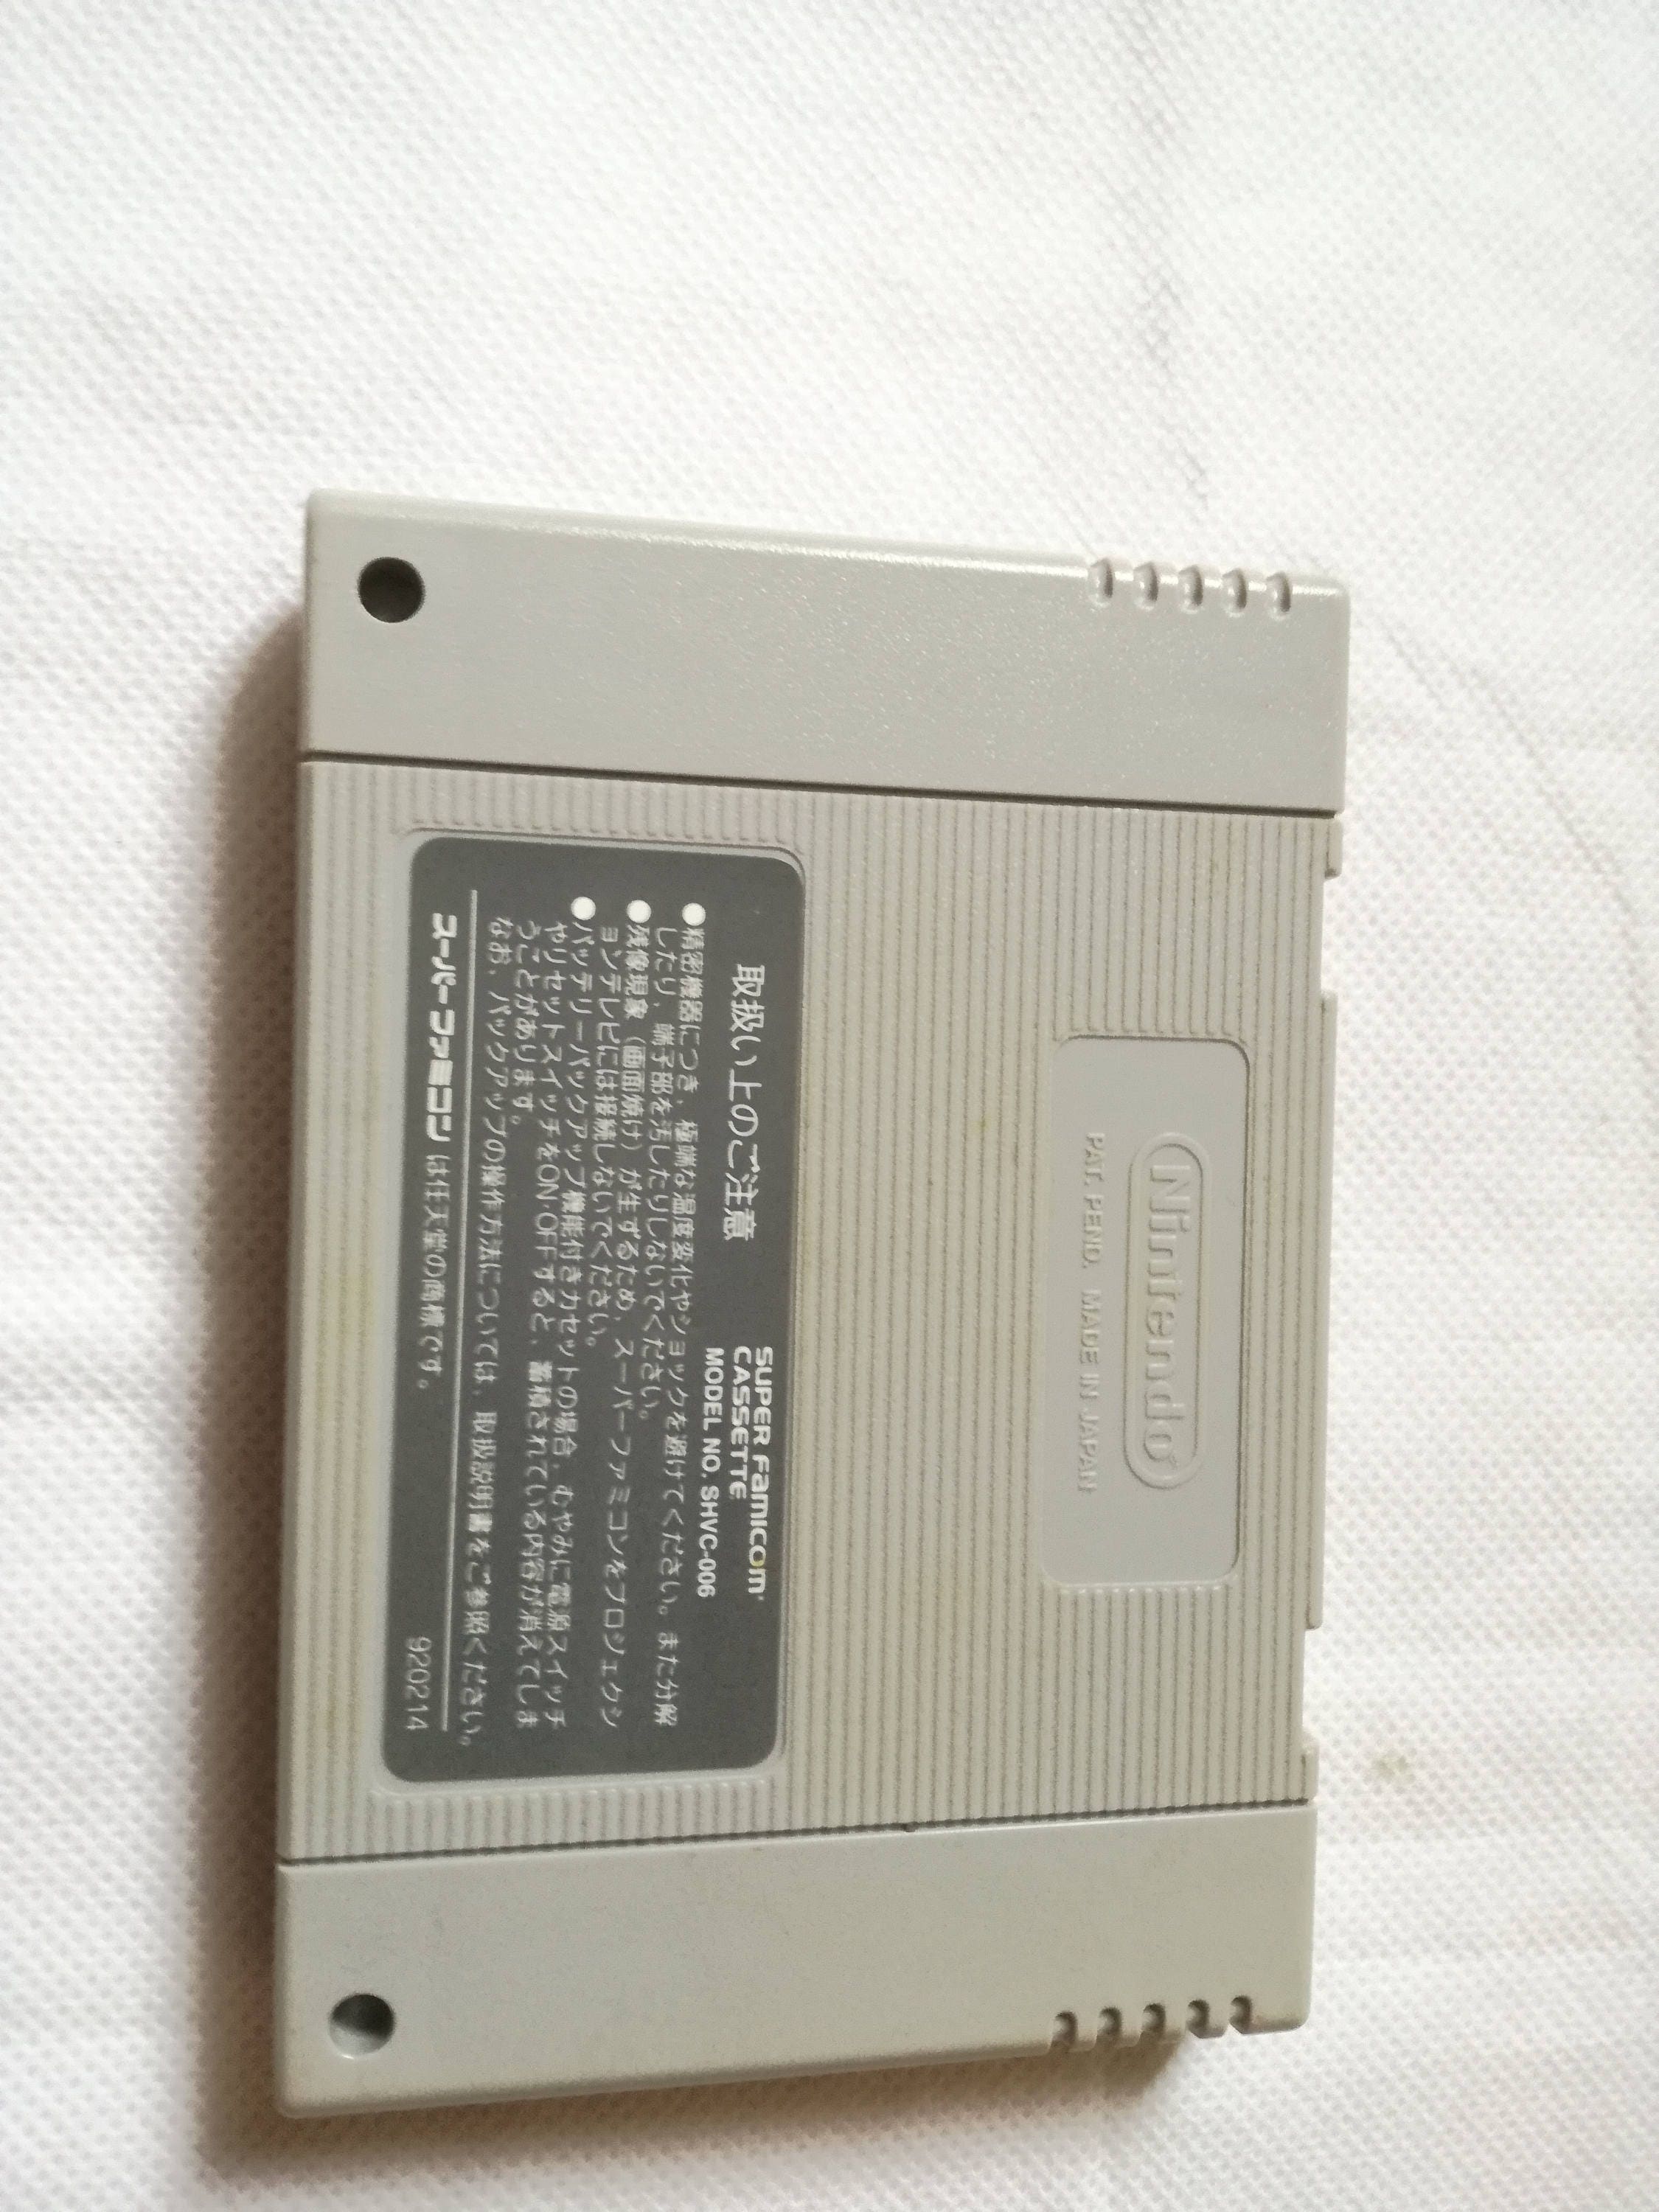 Nintendo
PAT. PEND. MADE IN JAPAN
取扱い上のご注意
SUPER FAMICOM
CASSETTE
MODEL NO. SHVC-006
●精密機器につき、極端な温度変化やショックを避けてください。また分解
したり、端子部を汚したりしないでください。
●残像現象（画面焼け）が生ずるため、スーパーファミコンをプロジェクシ
ョンテレビには接続しないでください。
●バッテリーバックアップ機能付きカセットの場合、むやみに電源スイッチ
やリセットスイッチをON・OFFすると、蓄積されている内容が消えてしま
うことがあります。
なお、バックアップの操作方法については、取扱説明書をご参照ください。
スーパーファミコンは任天堂の商標です。
920214